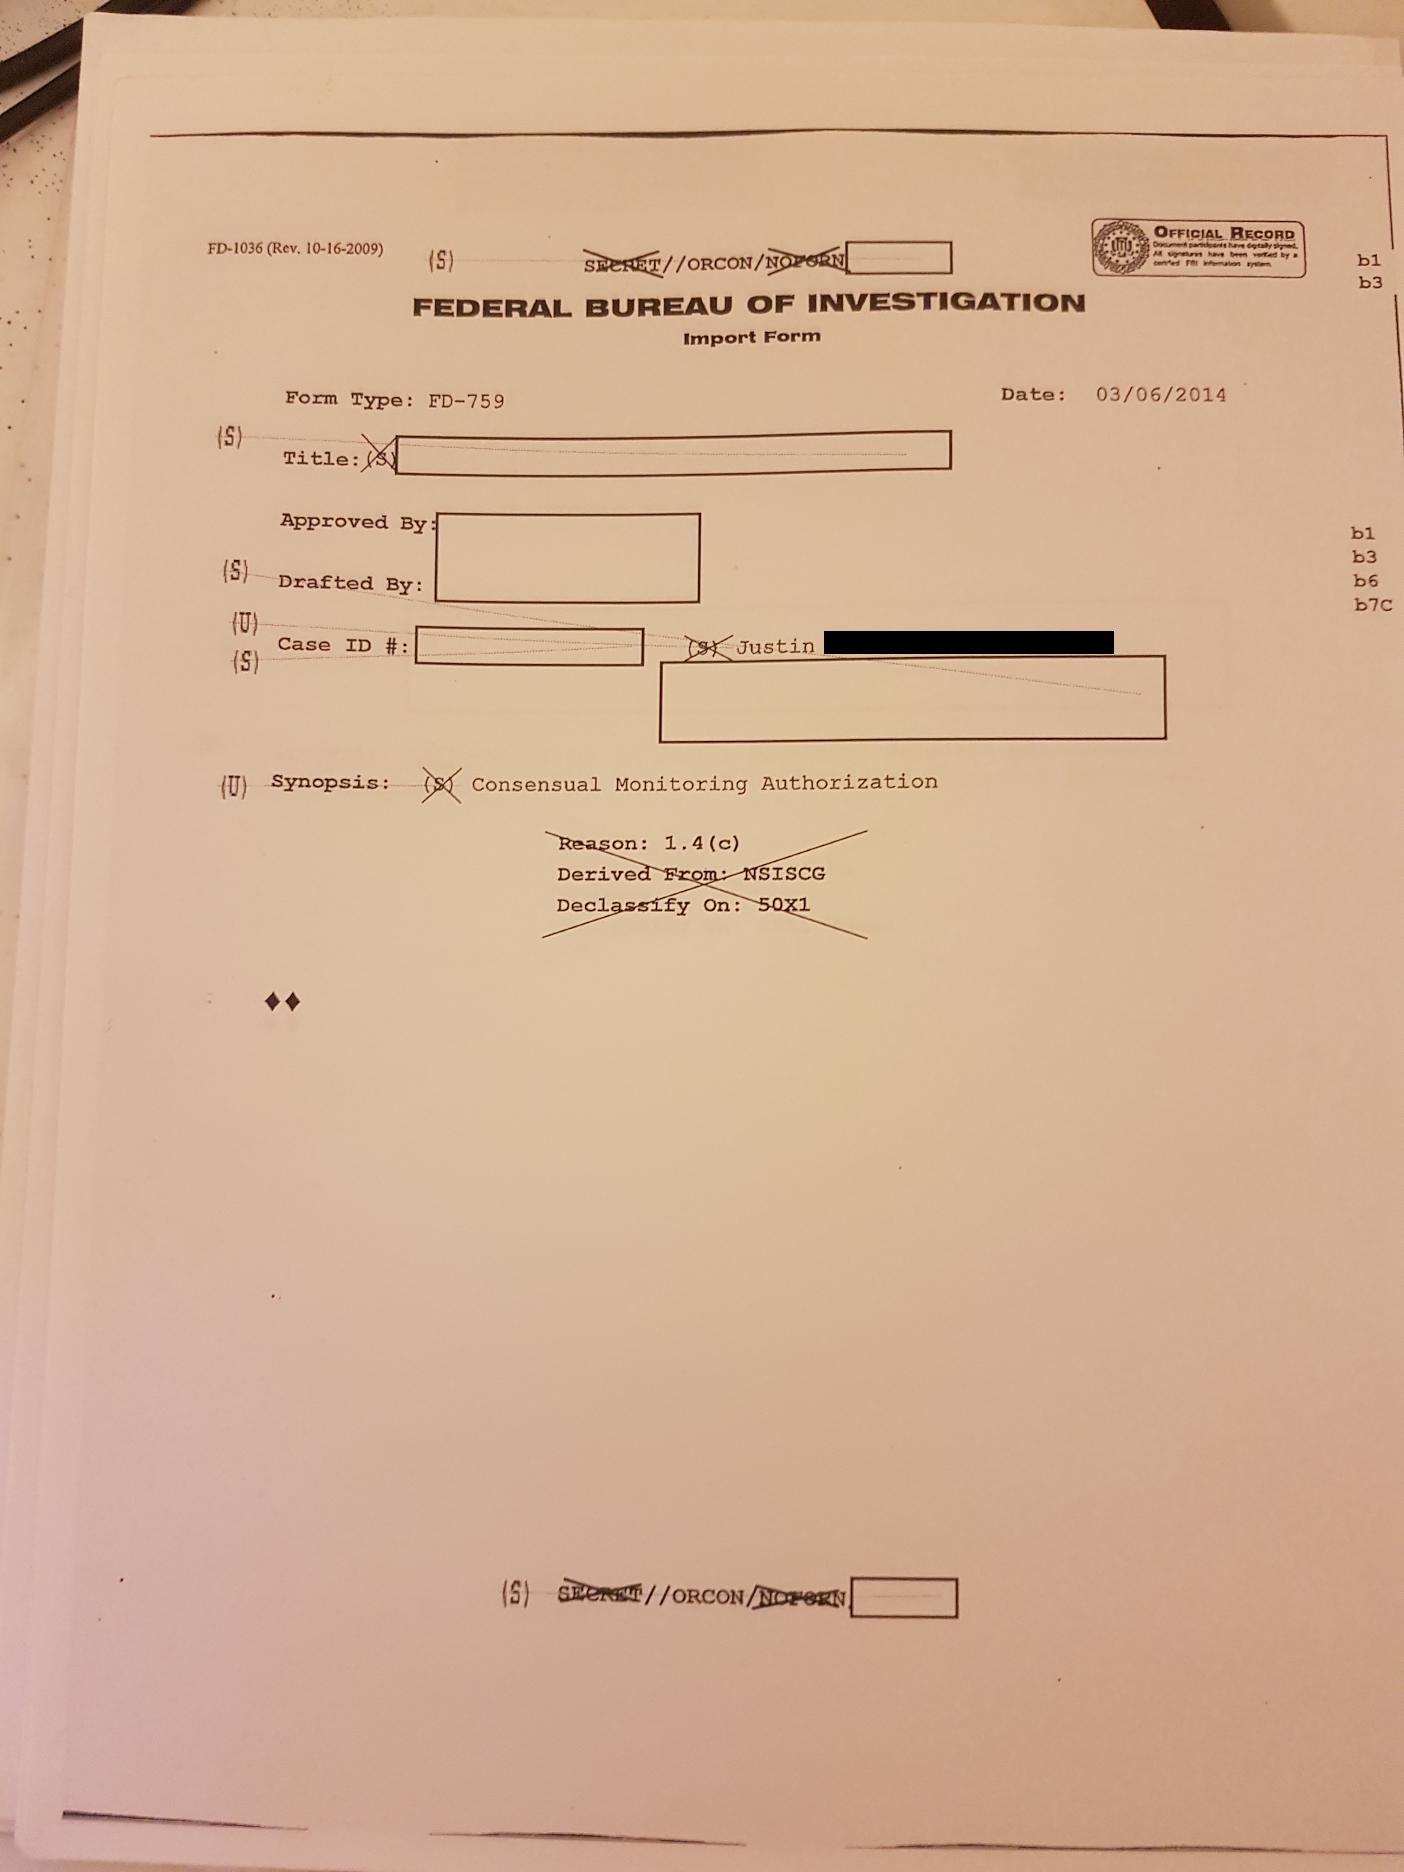 FD-1036 (Rev. 10-16-2009)
(S)
SECRET//ORCON/NOFORN
OFFICIAL RECORD
Document participants have digitally signed.
All signatures have been verified by a
certified FBI information system.
b1
b3
FEDERAL BUREAU OF INVESTIGATION
Import Form
Form Type: FD-759
Date: 03/06/2014
(S)
Title: (S)
Approved By:
b1
b3
b6
b7C
(S)
Drafted By:
(U)
(S)
Case ID #:
(S) Justin
(U) Synopsis: (S) Consensual Monitoring Authorization
Reason: 1.4(c)
Derived From: NSISCG
Declassify On: 50X1
♦♦
(S) SECRET//ORCON/NOFORN